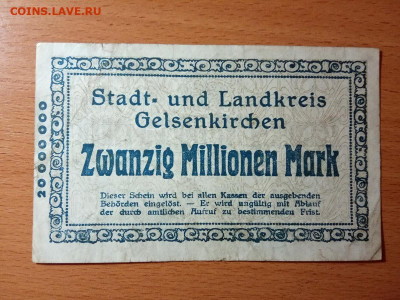 COINS.LAVE.RU
Stadt- und Landkreis
Gelsenkirchen
Zwanzig Millionen Mark
Dieser Schein wird bei allen Kassen der ausgebenden
Behörden eingelöst. — Er wird ungültig mit Ablauf
der durch amtlichen Aufruf zu bestimmenden Frist.
20 000 000